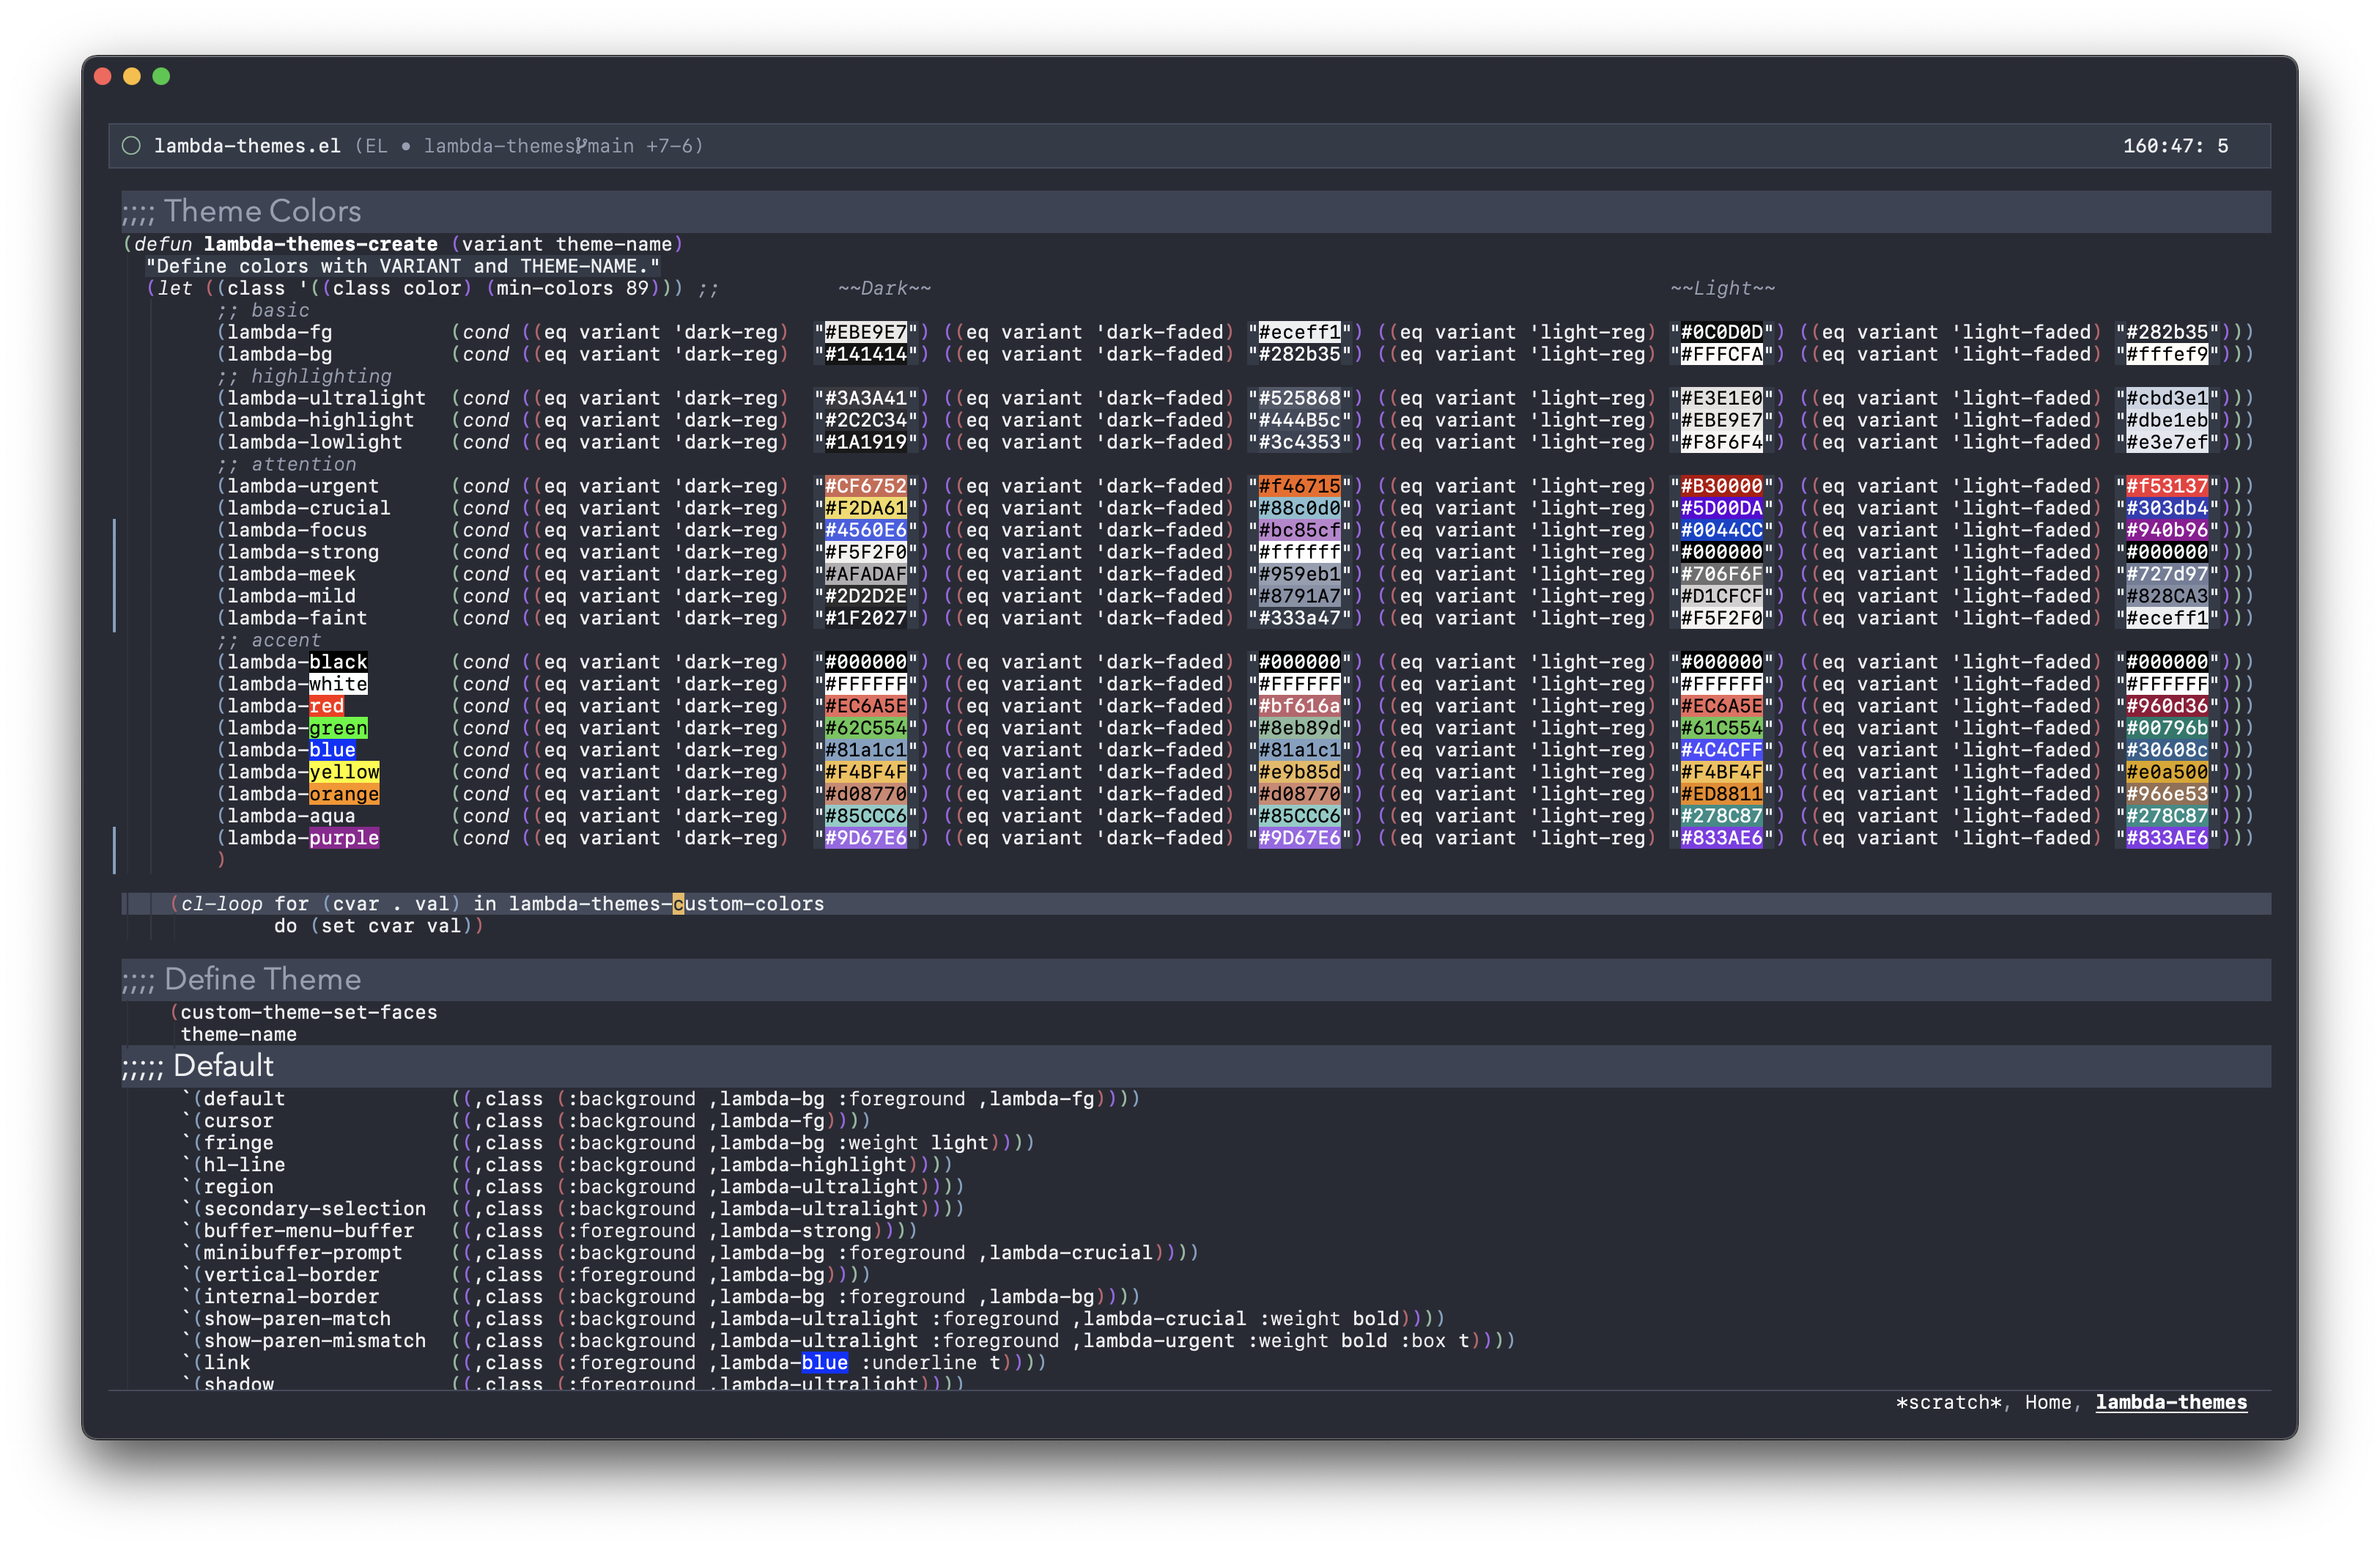 lambda-themes.el (EL • lambda-themes main +7-6) 160:47: 5
;;;; Theme Colors
(defun lambda-themes-create (variant theme-name)
"Define colors with VARIANT and THEME-NAME."
(let ((class '((class color) (min-colors 89))) ;; ~~Dark~~ ~~Light~~
;; basic
(lambda-fg (cond ((eq variant 'dark-reg) "#EBE9E7") ((eq variant 'dark-faded) "#eceff1") ((eq variant 'light-reg) "#0C0D0D") ((eq variant 'light-faded) "#282b35")))
(lambda-bg (cond ((eq variant 'dark-reg) "#141414") ((eq variant 'dark-faded) "#282b35") ((eq variant 'light-reg) "#FFFCFA") ((eq variant 'light-faded) "#fffef9")))
;; highlighting
(lambda-ultralight (cond ((eq variant 'dark-reg) "#3A3A41") ((eq variant 'dark-faded) "#525868") ((eq variant 'light-reg) "#E3E1E0") ((eq variant 'light-faded) "#cbd3e1")))
(lambda-highlight (cond ((eq variant 'dark-reg) "#2C2C34") ((eq variant 'dark-faded) "#444B5c") ((eq variant 'light-reg) "#EBE9E7") ((eq variant 'light-faded) "#dbe1eb")))
(lambda-lowlight (cond ((eq variant 'dark-reg) "#1A1919") ((eq variant 'dark-faded) "#3c4353") ((eq variant 'light-reg) "#F8F6F4") ((eq variant 'light-faded) "#e3e7ef")))
;; attention
(lambda-urgent (cond ((eq variant 'dark-reg) "#CF6752") ((eq variant 'dark-faded) "#f46715") ((eq variant 'light-reg) "#B30000") ((eq variant 'light-faded) "#f53137")))
(lambda-crucial (cond ((eq variant 'dark-reg) "#F2DA61") ((eq variant 'dark-faded) "#88c0d0") ((eq variant 'light-reg) "#5D00DA") ((eq variant 'light-faded) "#303db4")))
(lambda-focus (cond ((eq variant 'dark-reg) "#4560E6") ((eq variant 'dark-faded) "#bc85cf") ((eq variant 'light-reg) "#0044CC") ((eq variant 'light-faded) "#940b96")))
(lambda-strong (cond ((eq variant 'dark-reg) "#F5F2F0") ((eq variant 'dark-faded) "#ffffff") ((eq variant 'light-reg) "#000000") ((eq variant 'light-faded) "#000000")))
(lambda-meek (cond ((eq variant 'dark-reg) "#AFADAF") ((eq variant 'dark-faded) "#959eb1") ((eq variant 'light-reg) "#706F6F") ((eq variant 'light-faded) "#727d97")))
(lambda-mild (cond ((eq variant 'dark-reg) "#2D2D2E") ((eq variant 'dark-faded) "#8791A7") ((eq variant 'light-reg) "#D1CFCF") ((eq variant 'light-faded) "#828CA3")))
(lambda-faint (cond ((eq variant 'dark-reg) "#1F2027") ((eq variant 'dark-faded) "#333a47") ((eq variant 'light-reg) "#F5F2F0") ((eq variant 'light-faded) "#eceff1")))
;; accent
(lambda-black (cond ((eq variant 'dark-reg) "#000000") ((eq variant 'dark-faded) "#000000") ((eq variant 'light-reg) "#000000") ((eq variant 'light-faded) "#000000")))
(lambda-white (cond ((eq variant 'dark-reg) "#FFFFFF") ((eq variant 'dark-faded) "#FFFFFF") ((eq variant 'light-reg) "#FFFFFF") ((eq variant 'light-faded) "#FFFFFF")))
(lambda-red (cond ((eq variant 'dark-reg) "#EC6A5E") ((eq variant 'dark-faded) "#bf616a") ((eq variant 'light-reg) "#EC6A5E") ((eq variant 'light-faded) "#960d36")))
(lambda-green (cond ((eq variant 'dark-reg) "#62C554") ((eq variant 'dark-faded) "#8eb89d") ((eq variant 'light-reg) "#61C554") ((eq variant 'light-faded) "#00796b")))
(lambda-blue (cond ((eq variant 'dark-reg) "#81a1c1") ((eq variant 'dark-faded) "#81a1c1") ((eq variant 'light-reg) "#4C4CFF") ((eq variant 'light-faded) "#30608c")))
(lambda-yellow (cond ((eq variant 'dark-reg) "#F4BF4F") ((eq variant 'dark-faded) "#e9b85d") ((eq variant 'light-reg) "#F4BF4F") ((eq variant 'light-faded) "#e0a500")))
(lambda-orange (cond ((eq variant 'dark-reg) "#d08770") ((eq variant 'dark-faded) "#d08770") ((eq variant 'light-reg) "#ED8811") ((eq variant 'light-faded) "#966e53")))
(lambda-aqua (cond ((eq variant 'dark-reg) "#85CCC6") ((eq variant 'dark-faded) "#85CCC6") ((eq variant 'light-reg) "#278C87") ((eq variant 'light-faded) "#278C87")))
(lambda-purple (cond ((eq variant 'dark-reg) "#9D67E6") ((eq variant 'dark-faded) "#9D67E6") ((eq variant 'light-reg) "#833AE6") ((eq variant 'light-faded) "#833AE6")))
)
(cl-loop for (cvar . val) in lambda-themes-custom-colors
do (set cvar val))
;;;; Define Theme
(custom-theme-set-faces
theme-name
;;;;; Default
`(default ((,class (:background ,lambda-bg :foreground ,lambda-fg))))
`(cursor ((,class (:background ,lambda-fg))))
`(fringe ((,class (:background ,lambda-bg :weight light))))
`(hl-line ((,class (:background ,lambda-highlight))))
`(region ((,class (:background ,lambda-ultralight))))
`(secondary-selection ((,class (:background ,lambda-ultralight))))
`(buffer-menu-buffer ((,class (:foreground ,lambda-strong))))
`(minibuffer-prompt ((,class (:background ,lambda-bg :foreground ,lambda-crucial))))
`(vertical-border ((,class (:foreground ,lambda-bg))))
`(internal-border ((,class (:background ,lambda-bg :foreground ,lambda-bg))))
`(show-paren-match ((,class (:background ,lambda-ultralight :foreground ,lambda-crucial :weight bold))))
`(show-paren-mismatch ((,class (:background ,lambda-ultralight :foreground ,lambda-urgent :weight bold :box t))))
`(link ((,class (:foreground ,lambda-blue :underline t))))
`(shadow ((,class (:foreground ,lambda-ultralight))))
*scratch*, Home, lambda-themes